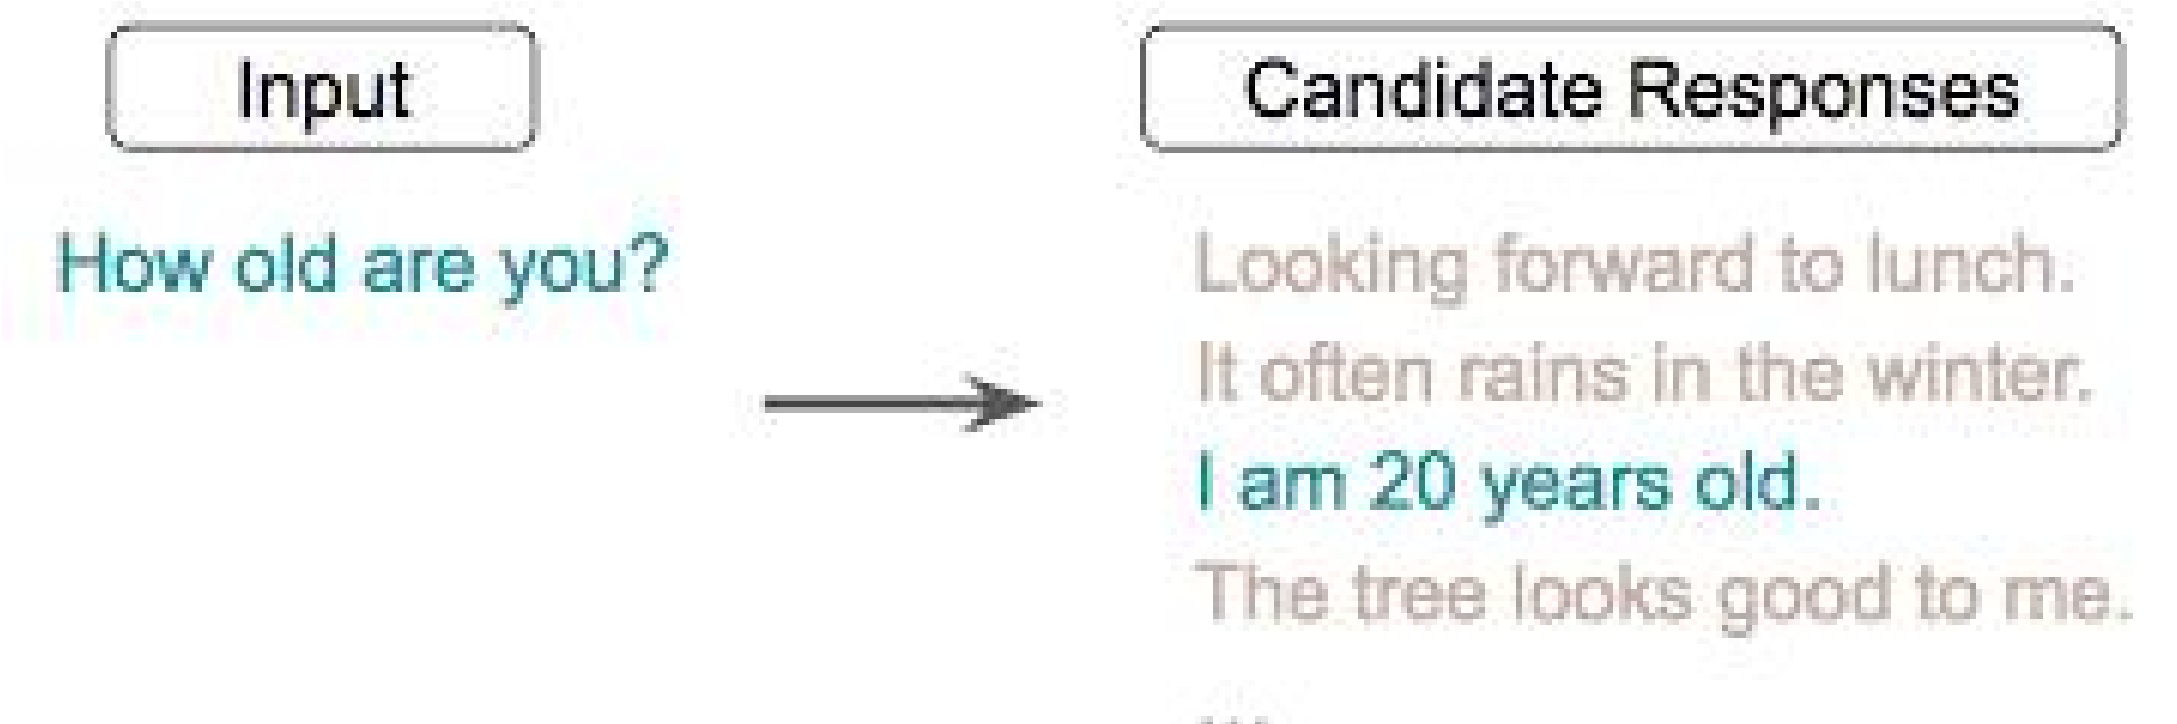 Input
Candidate Responses
How old are you?
Looking forward to lunch.
It often rains in the winter.
I am 20 years old.
The tree looks good to me.